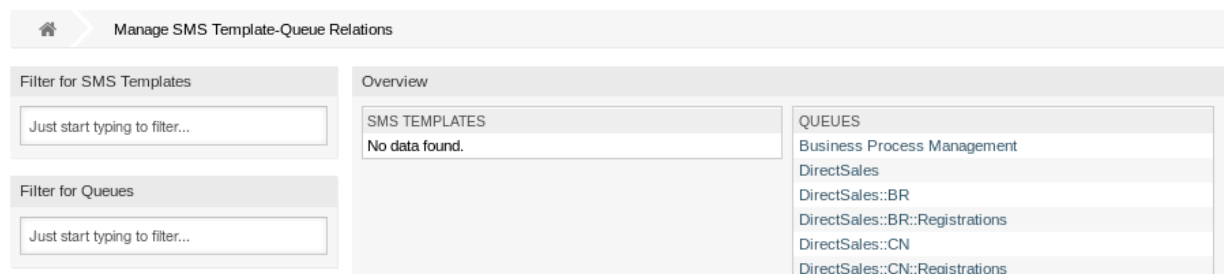 Manage SMS Template-Queue Relations
Filter for SMS Templates
Just start typing to filter...
Filter for Queues
Just start typing to filter...
Overview
SMS TEMPLATES
No data found.
QUEUES
Business Process Management
DirectSales
DirectSales::BR
DirectSales::BR::Registrations
DirectSales::CN
DirectSales::CN::Registrations